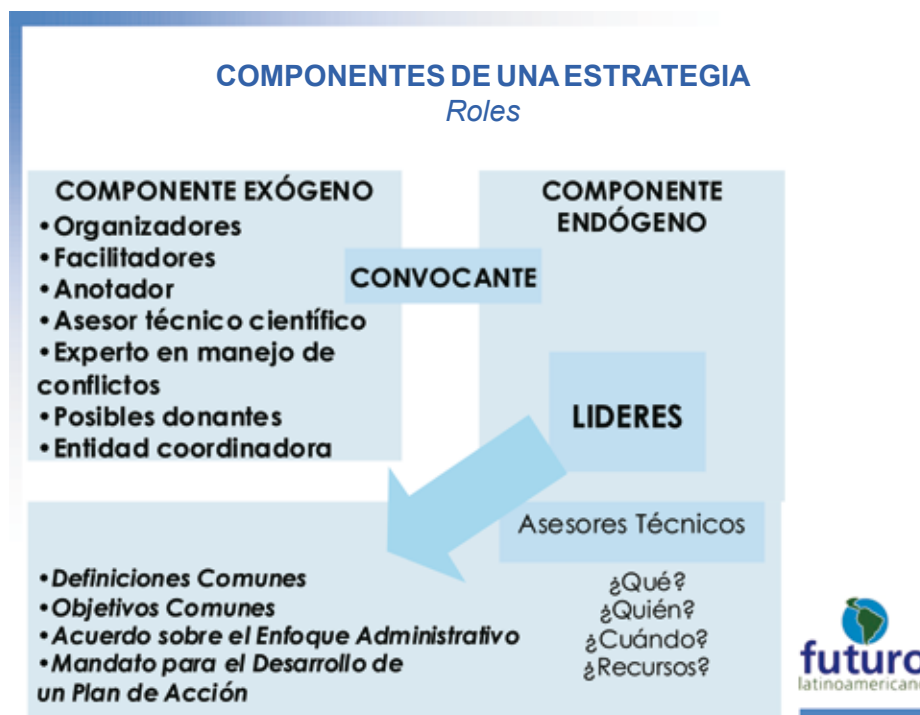 COMPONENTES DE UNA ESTRATEGIA
Roles
COMPONENTE EXÓGENO
•Organizadores
•Facilitadores
•Anotador
•Asesor técnico científico
•Experto en manejo de
conflictos
•Posibles donantes
•Entidad coordinadora
CONVOCANTE
COMPONENTE
ENDÓGENO
LIDERES
•Definiciones Comunes
•Objetivos Comunes
•Acuerdo sobre el Enfoque Administrativo
•Mandato para el Desarrollo de
un Plan de Acción
Asesores Técnicos
¿Qué?
¿Quién?
¿Cuándo?
¿Recursos?
futuro
latinoamericano